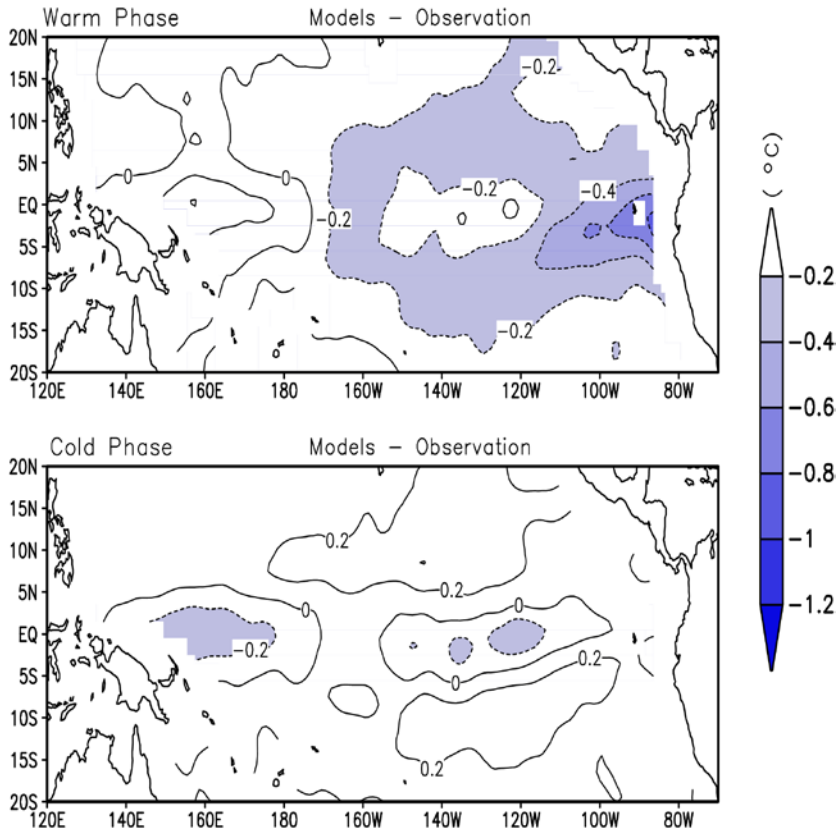 Warm Phase Models - Observation
20N
15N
10N
5N
EQ
5S
10S
15S
20S
-0.2
-0.2
-0.4
0
0
-0.2
-0.2
120E 140E 160E 180 160W 140W 120W 100W 80W
Cold Phase Models - Observation
20N
15N
10N
5N
EQ
5S
10S
15S
20S
0.2
0.2
0
0
-0.2
0.2
0
0.2
120E 140E 160E 180 160W 140W 120W 100W 80W
(°C)
-0.2
-0.4
-0.6
-0.8
-1
-1.2